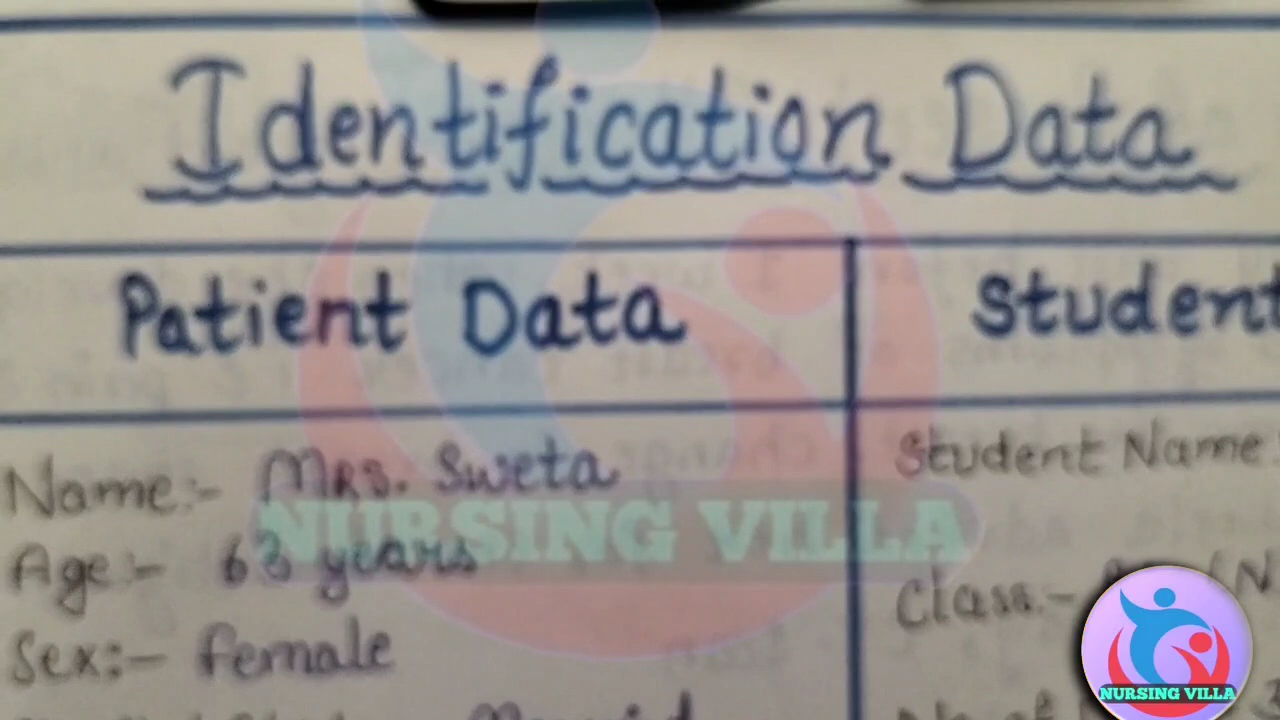 Identification Data
Patient Data
Student
Name:- Mrs. Sweta
Age:- 63 years
Sex:- Female
Student Name:
Class:-
NURSING VILLA
NURSING VILLA